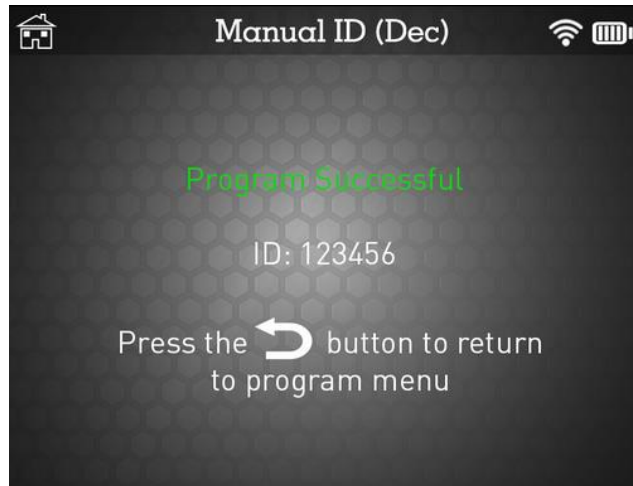 Manual ID (Dec)
Program Successful
ID: 123456
Press the button to return
to program menu